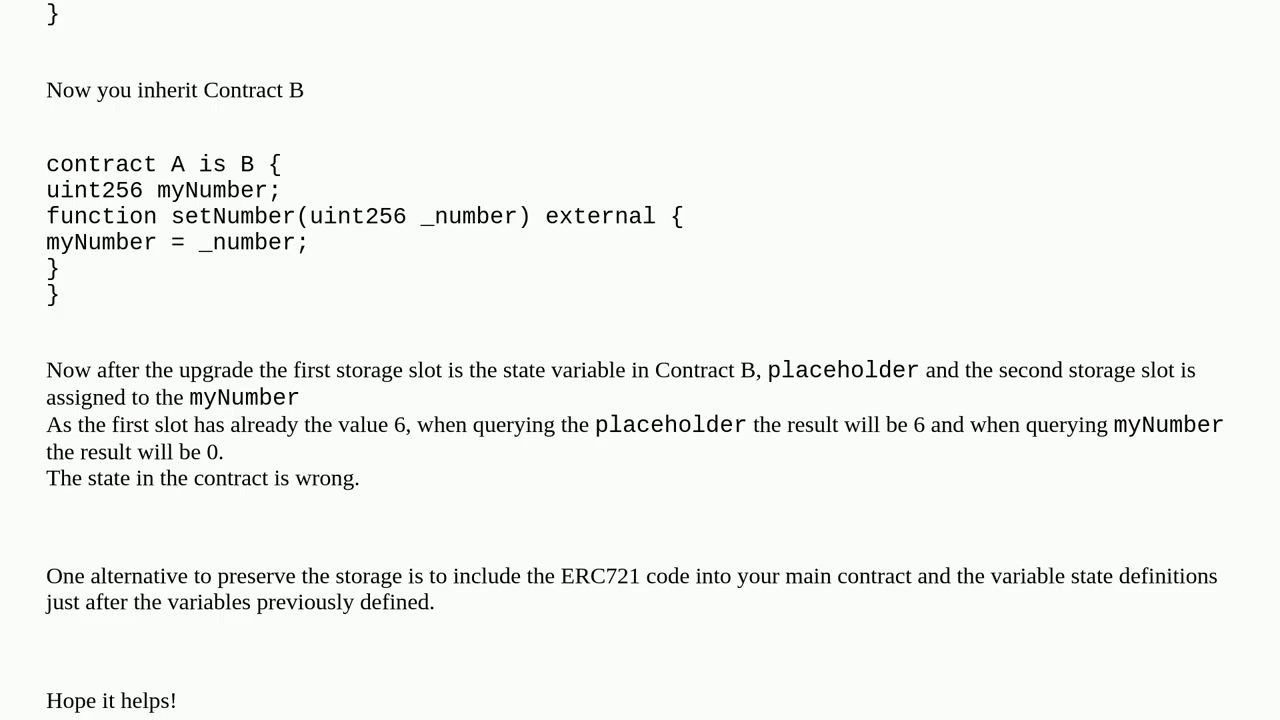 }
Now you inherit Contract B
contract A is B {
uint256 myNumber;
function setNumber(uint256 _number) external {
myNumber = _number;
}
}
Now after the upgrade the first storage slot is the state variable in Contract B, placeholder and the second storage slot is
assigned to the myNumber
As the first slot has already the value 6, when querying the placeholder the result will be 6 and when querying myNumber
the result will be 0.
The state in the contract is wrong.
One alternative to preserve the storage is to include the ERC721 code into your main contract and the variable state definitions
just after the variables previously defined.
Hope it helps!